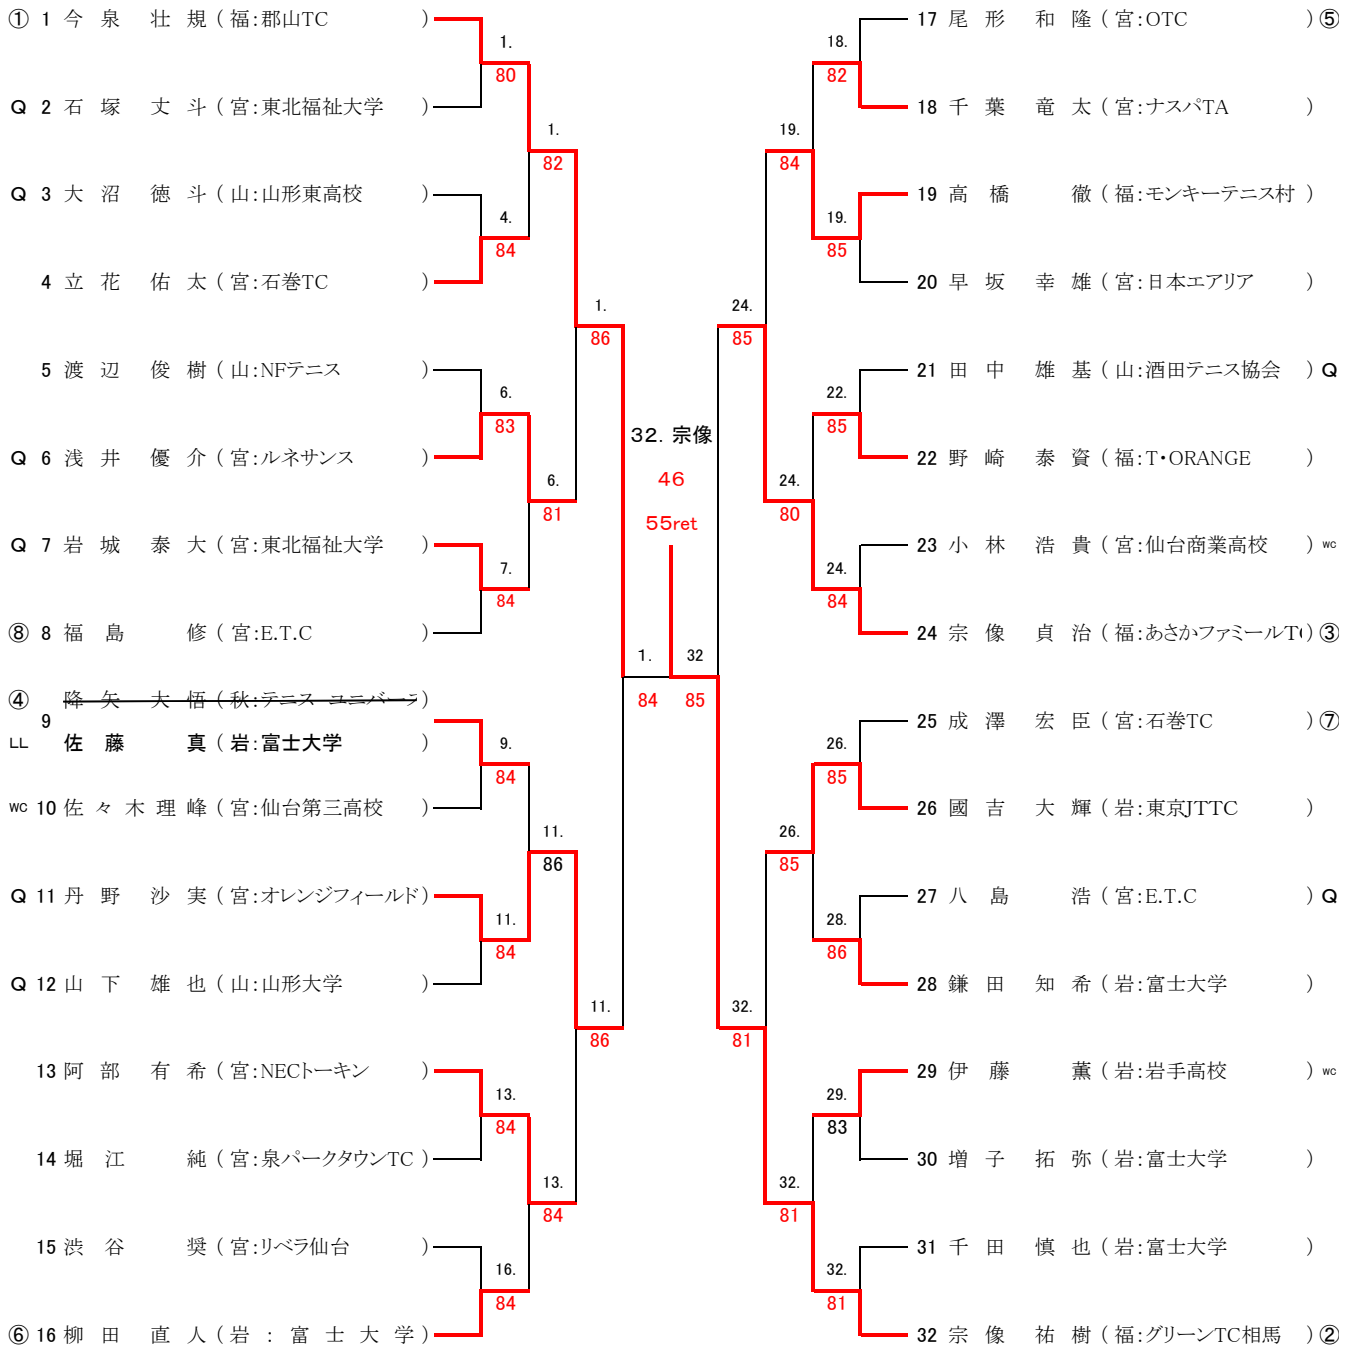 ① 1 今泉 壮規 (福:郡山TC)
1.
80
Q 2 石塚 丈斗 (宮:東北福祉大学)
1.
82
Q 3 大沼 徳斗 (山:山形東高校)
4.
84
4 立花 佑太 (宮:石巻TC)
1.
86
5 渡辺 俊樹 (山:NFテニス)
6.
83
Q 6 浅井 優介 (宮:ルネサンス)
6.
81
Q 7 岩城 泰大 (宮:東北福祉大学)
7.
84
⑧ 8 福島 修 (宮:E.T.C)
1.
84
④ 9 降矢 大悟 (秋:テニス ユニバーラ)
LL 佐藤 真 (岩:富士大学)
9.
84
wc 10 佐々木 理峰 (宮:仙台第三高校)
11.
86
Q 11 丹野 沙実 (宮:オレンジフィールド)
11.
84
Q 12 山下 雄也 (山:山形大学)
11.
86
13 阿部 有希 (宮:NECトーキン)
13.
84
14 堀江 純 (宮:泉パークタウンTC)
13.
84
15 渋谷 奨 (宮:リベラ仙台)
16.
84
⑥ 16 柳田 直人 (岩:富士大学)
32. 宗像
46
55ret
17 尾形 和隆 (宮:OTC) ⑤
18.
82
18 千葉 竜太 (宮:ナスパTA)
19.
84
19 高橋 徹 (福:モンキーテニス村)
19.
85
20 早坂 幸雄 (宮:日本エアリア)
24.
85
21 田中 雄基 (山:酒田テニス協会) Q
22.
85
22 野崎 泰資 (福:T・ORANGE)
24.
80
23 小林 浩貴 (宮:仙台商業高校) wc
24.
84
24 宗像 貞治 (福:あさかファミールT() ③
32
85
25 成澤 宏臣 (宮:石巻TC) ⑦
26.
85
26 國吉 大輝 (岩:東京JTTC)
26.
85
27 八島 浩 (宮:E.T.C) Q
28.
86
28 鎌田 知希 (岩:富士大学)
32.
81
29 伊藤 薫 (岩:岩手高校) wc
29.
83
30 増子 拓弥 (岩:富士大学)
32.
81
31 千田 慎也 (岩:富士大学)
32.
81
32 宗像 祐樹 (福:グリーンTC相馬) ②